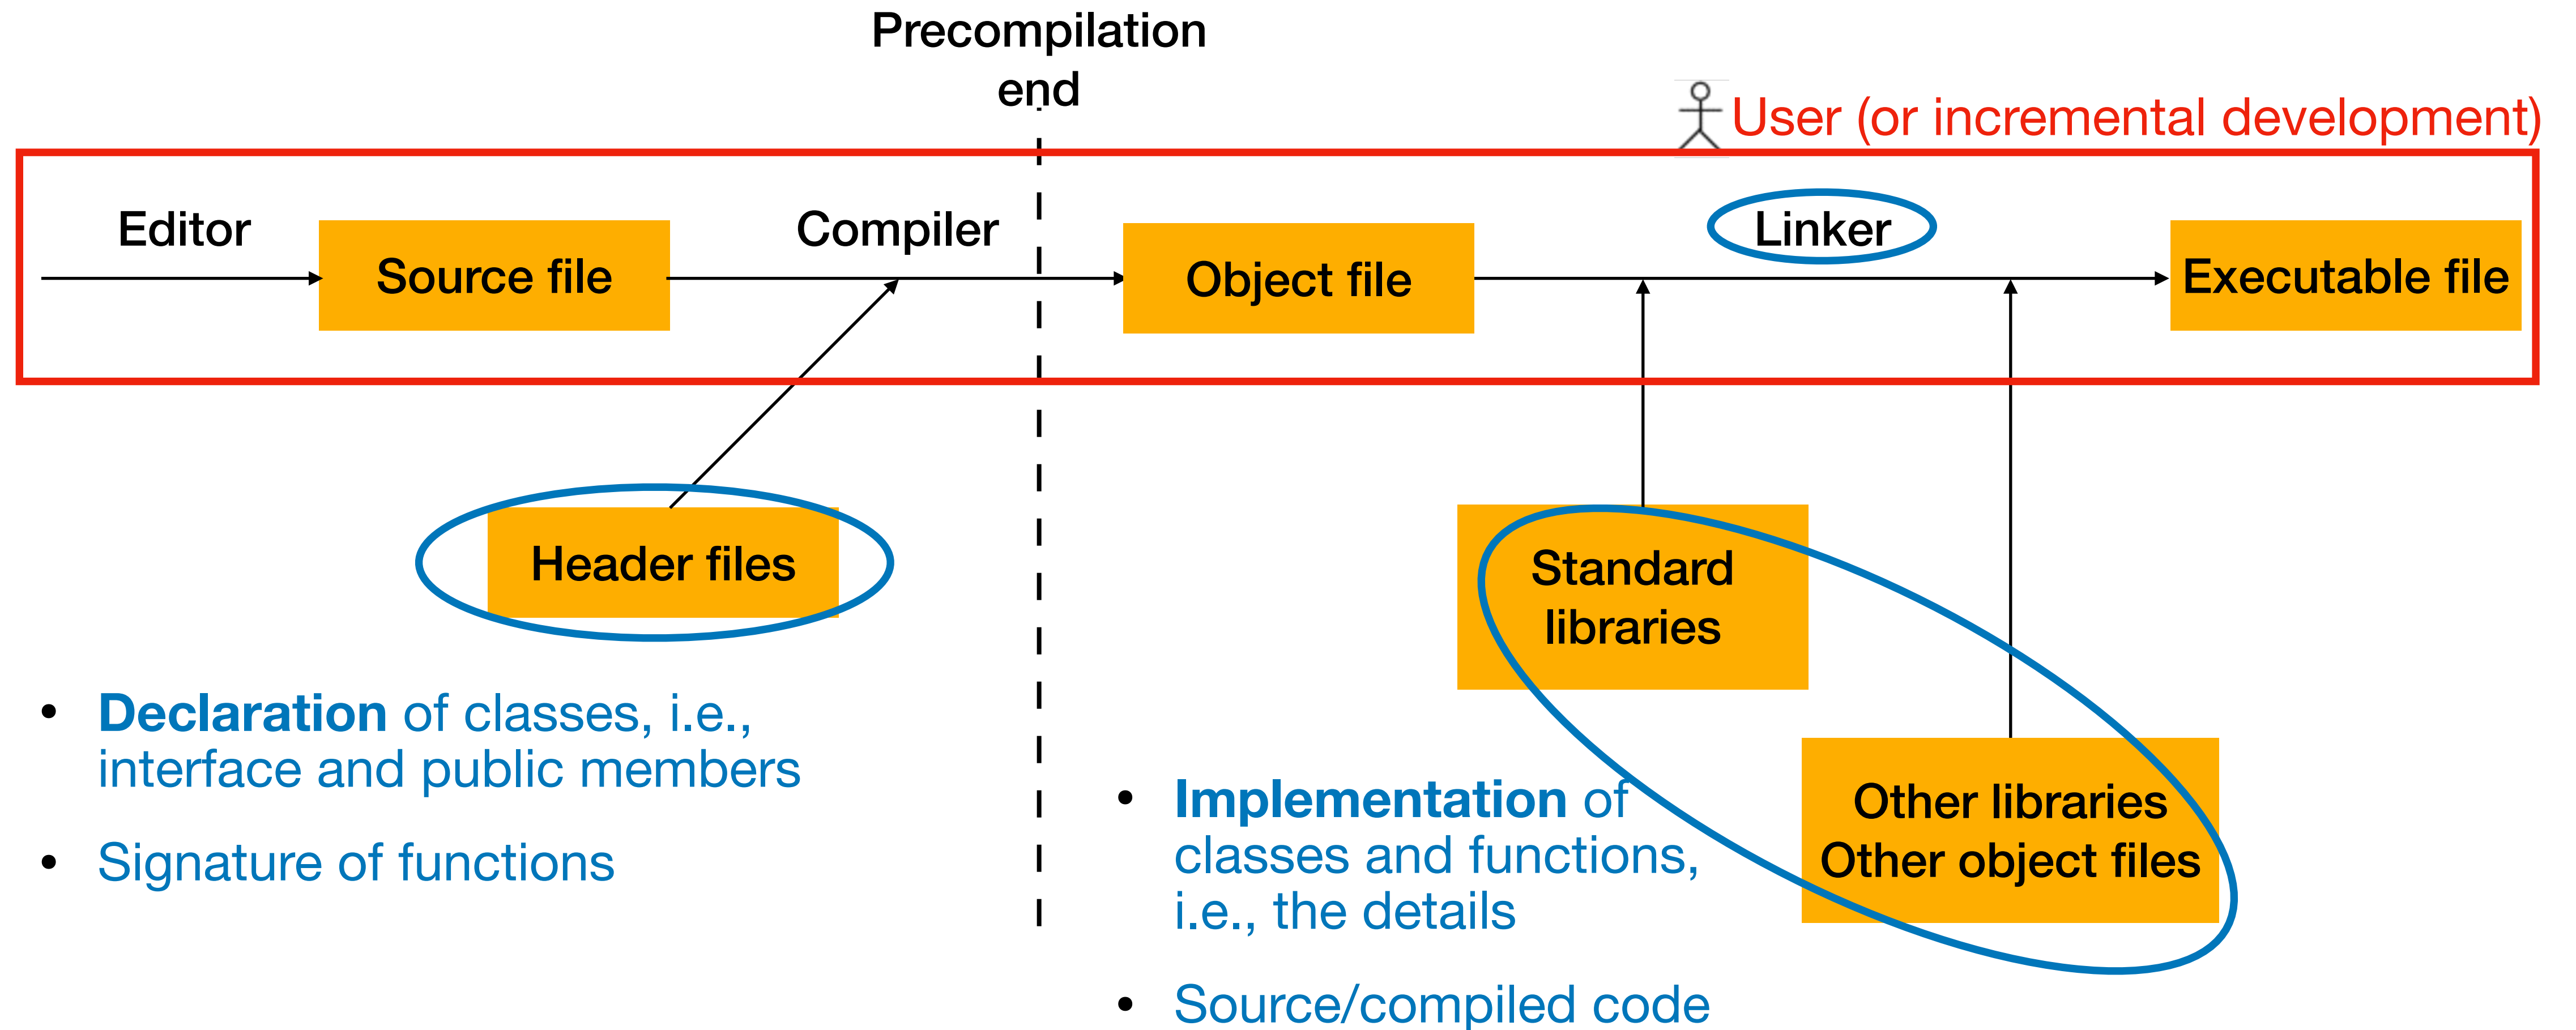 Precompilation
end
User (or incremental development)
Editor
Source file
Compiler
Object file
Linker
Executable file
Header files
Standard
libraries
Other libraries
Other object files
• Declaration of classes, i.e.,
interface and public members
• Signature of functions
• Implementation of
classes and functions,
i.e., the details
• Source/compiled code